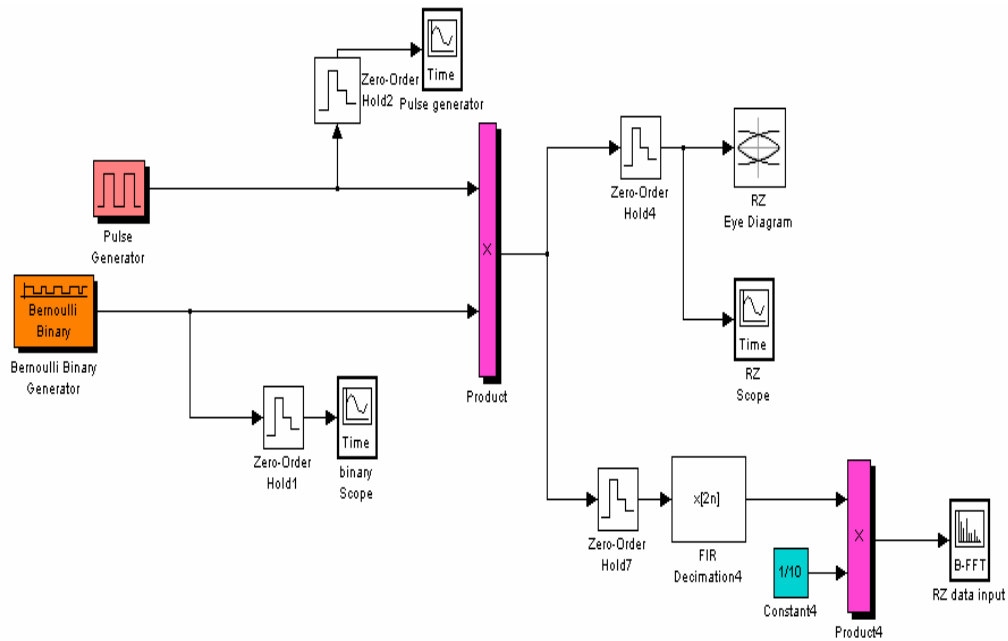 Time
Zero-Order
Hold2
Pulse generator
Pulse
Generator
Bernoulli
Binary
Bernoulli Binary
Generator
Zero-Order
Hold1
Time
binary
Scope
X
Product
Zero-Order
Hold4
RZ
Eye Diagram
Time
RZ
Scope
Zero-Order
Hold7
x[2n]
FIR
Decimation4
1/10
Constant4
X
Product4
B-FFT
RZ data input